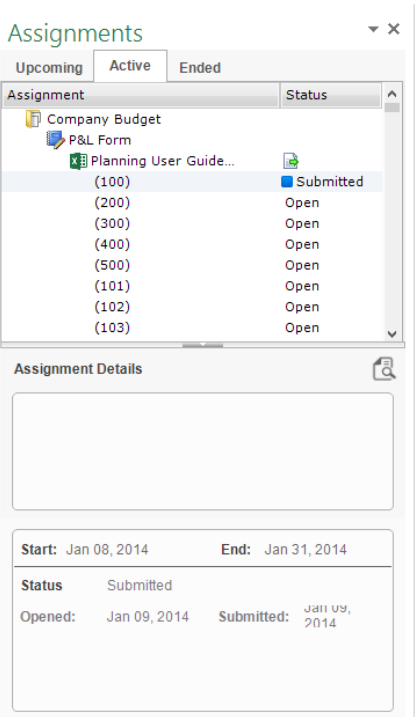 Assignments
Upcoming Active Ended
Assignment Status
Company Budget
P&L Form
Planning User Guide...
(100) Submitted
(200) Open
(300) Open
(400) Open
(500) Open
(101) Open
(102) Open
(103) Open
Assignment Details
Start: Jan 08, 2014 End: Jan 31, 2014
Status Submitted
Opened: Jan 09, 2014 Submitted: Jan 09,
2014